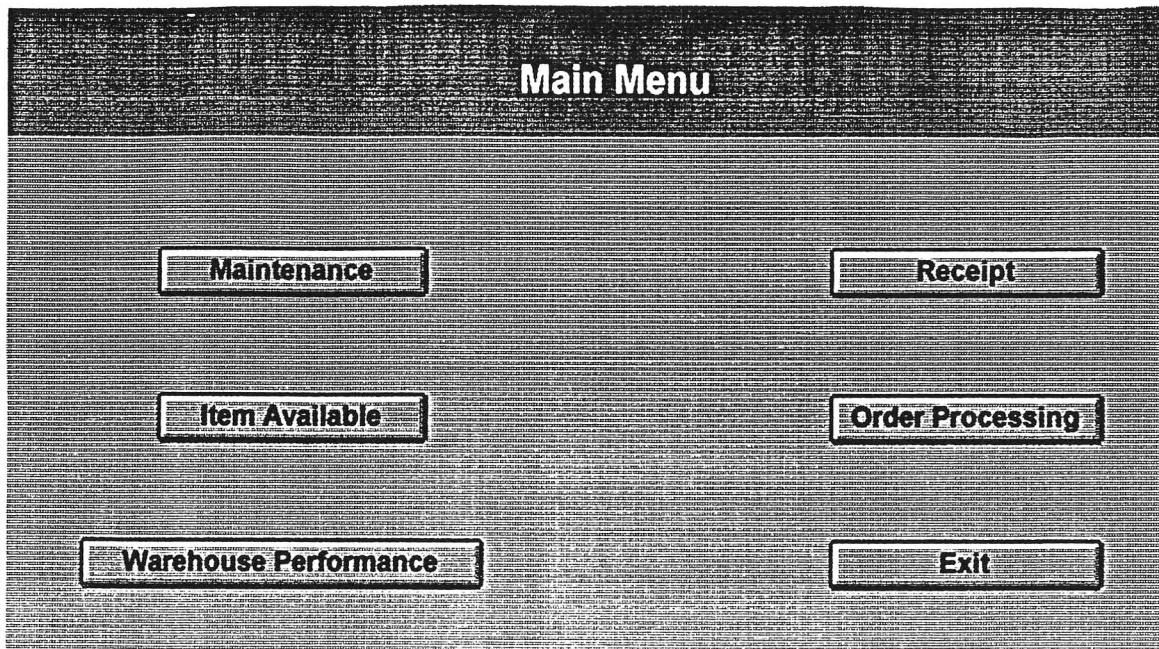 Main Menu
Maintenance
Receipt
Item Available
Order Processing
Warehouse Performance
Exit